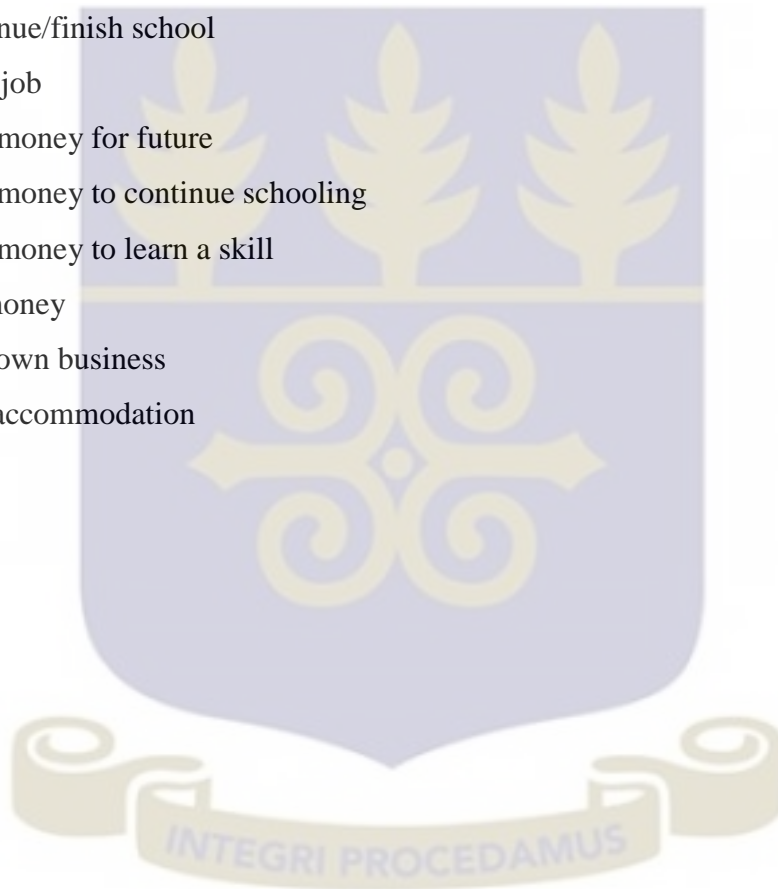 nue/finish school
job
money for future
money to continue schooling
money to learn a skill
oney
own business
accommodation
INTEGRI PROCEDAMUS